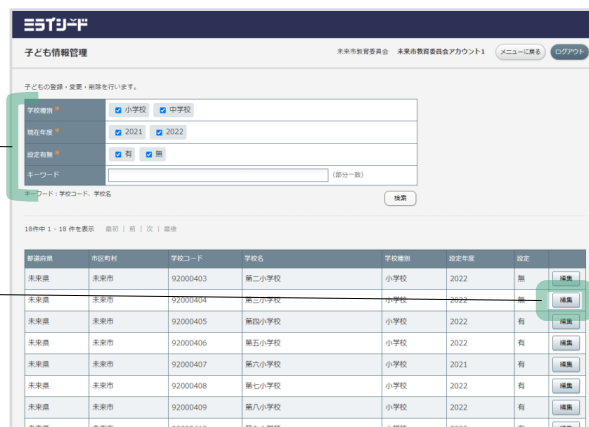 ミライシード
子ども情報管理 未来市教育委員会 未来市教育委員会アカウント1 メニューに戻る ログアウト
子どもの登録・変更・削除を行います。
学校種別 * 小学校 中学校
現在年度 * 2021 2022
設定有無 * 有 無
キーワード (部分一致)
キーワード：学校コード、学校名 検索
18件中 1 - 18 件を表示 最初 | 前 | 次 | 最後
都道府県 市区町村 学校コード 学校名 学校種別 設定年度 設定
未来県 未来市 92000403 第二小学校 小学校 2022 無 編集
未来県 未来市 92000404 第三小学校 小学校 2022 無 編集
未来県 未来市 92000405 第四小学校 小学校 2022 有 編集
未来県 未来市 92000406 第五小学校 小学校 2022 有 編集
未来県 未来市 92000407 第六小学校 小学校 2021 有 編集
未来県 未来市 92000408 第七小学校 小学校 2022 有 編集
未来県 未来市 92000409 第八小学校 小学校 2022 有 編集